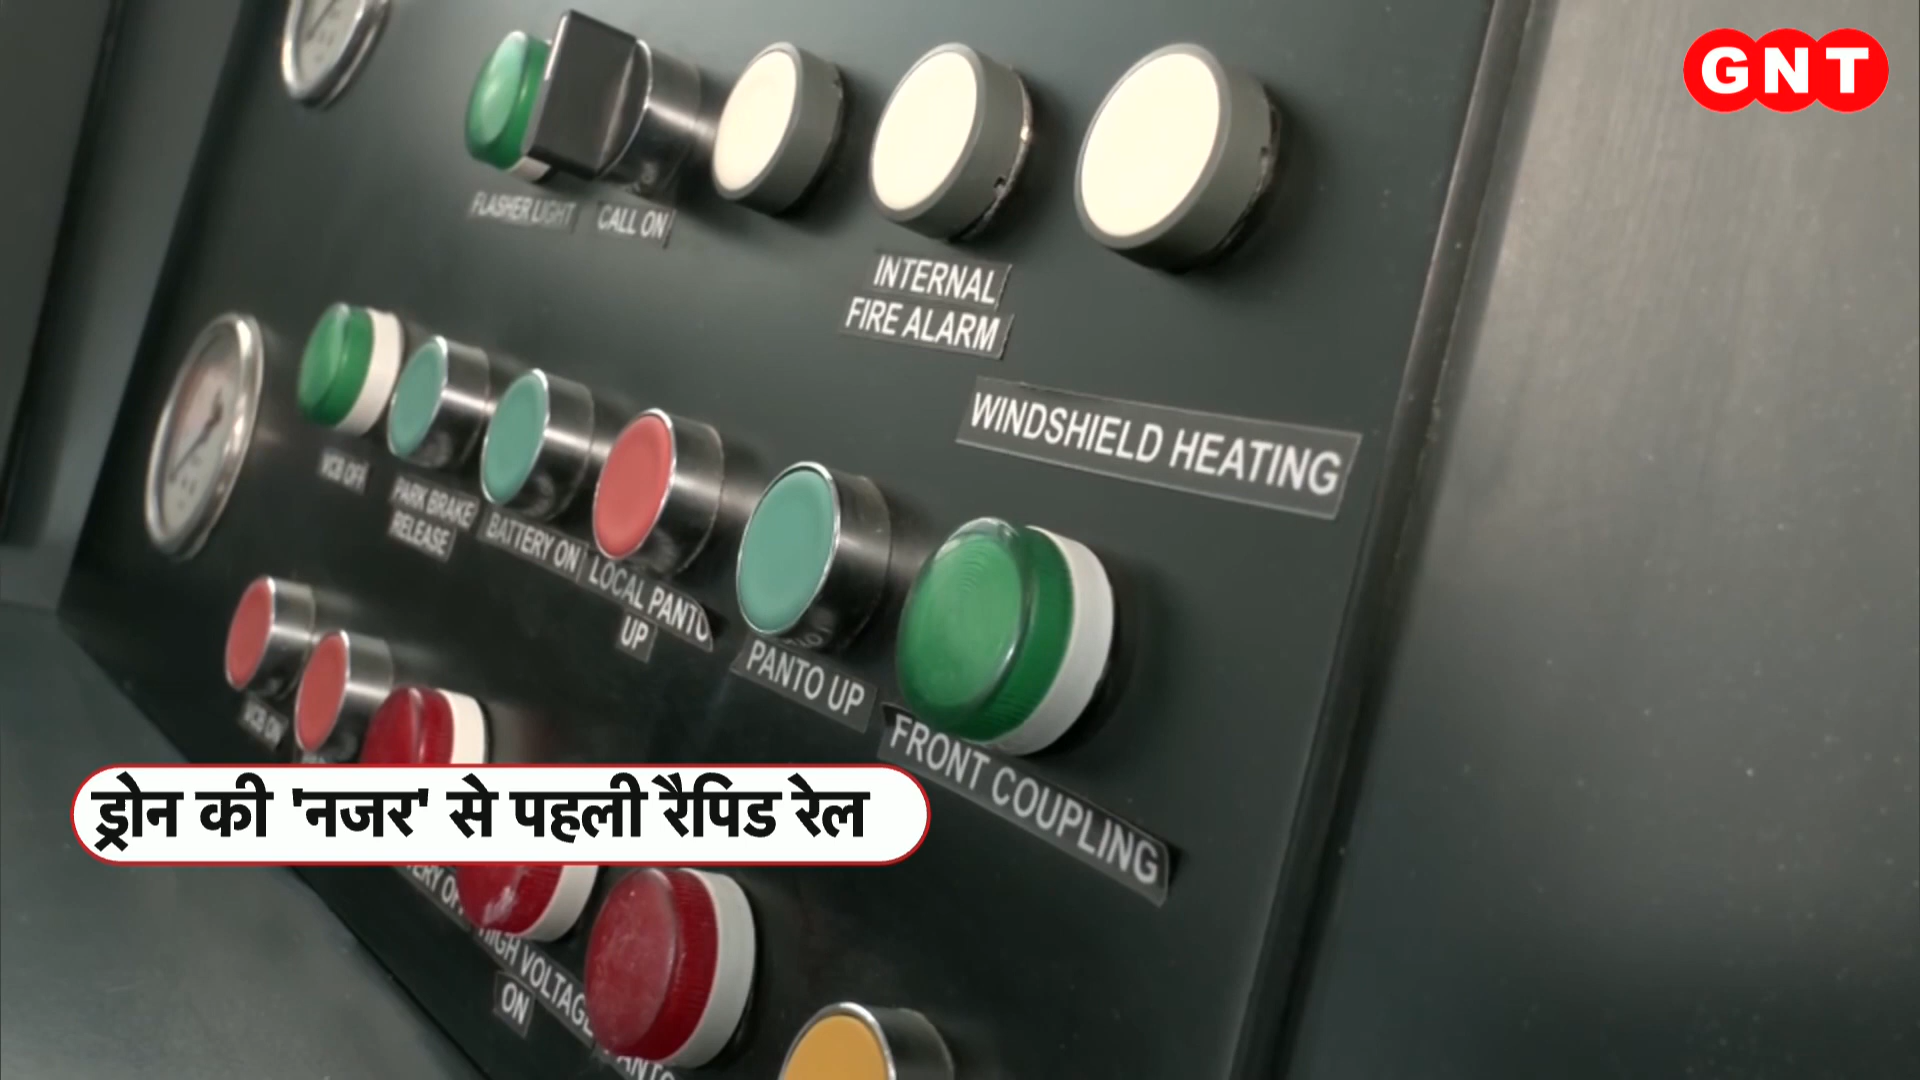 GNT
FLASHER LIGHT
CALL ON
INTERNAL
FIRE ALARM
WINDSHIELD HEATING
VCB OFF
PARK BRAKE
RELEASE
BATTERY ON
LOCAL PANTO
UP
PANTO UP
FRONT COUPLING
VCB ON
ड्रोन की 'नजर' से पहली रैपिड रेल
HIGH VOLTAGE
ON